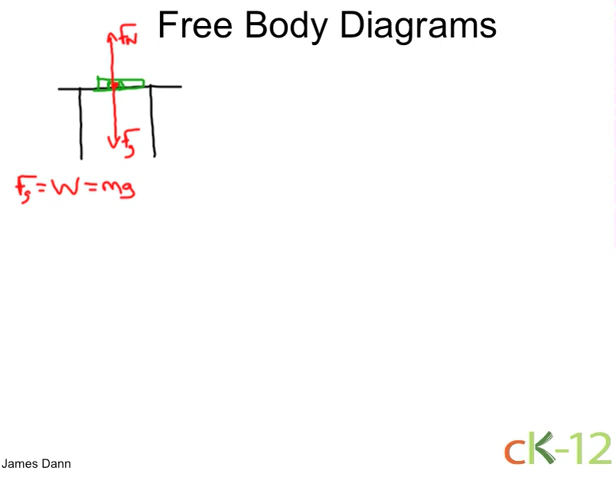 Free Body Diagrams
FN
Fg
Fg = W = mg
James Dann
cK-12